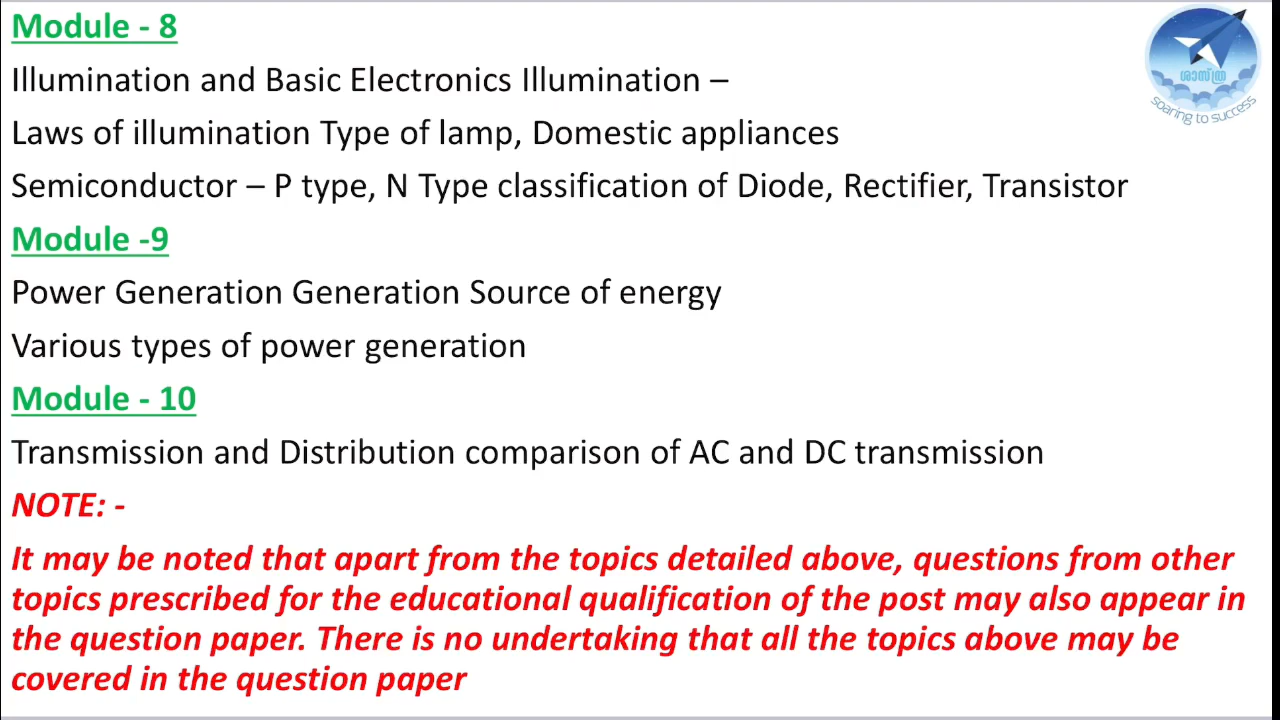 Module - 8
Illumination and Basic Electronics Illumination –
Laws of illumination Type of lamp, Domestic appliances
Semiconductor – P type, N Type classification of Diode, Rectifier, Transistor
Module -9
Power Generation Generation Source of energy
Various types of power generation
Module - 10
Transmission and Distribution comparison of AC and DC transmission
NOTE: -
It may be noted that apart from the topics detailed above, questions from other
topics prescribed for the educational qualification of the post may also appear in
the question paper. There is no undertaking that all the topics above may be
covered in the question paper
ശാസ്ത്ര
soaring to success